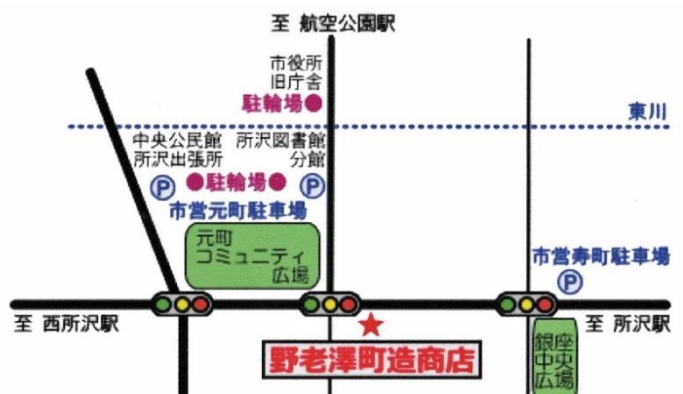 至 航空公園駅
市役所
旧庁舎
駐輪場
東川
中央公民館
所沢出張所
所沢図書館
分館
P
駐輪場
P
市営元町駐車場
元町
コミュニティ
広場
市営寿町駐車場
P
至 西所沢駅
至 所沢駅
野老澤町造商店
銀座
中央
広場